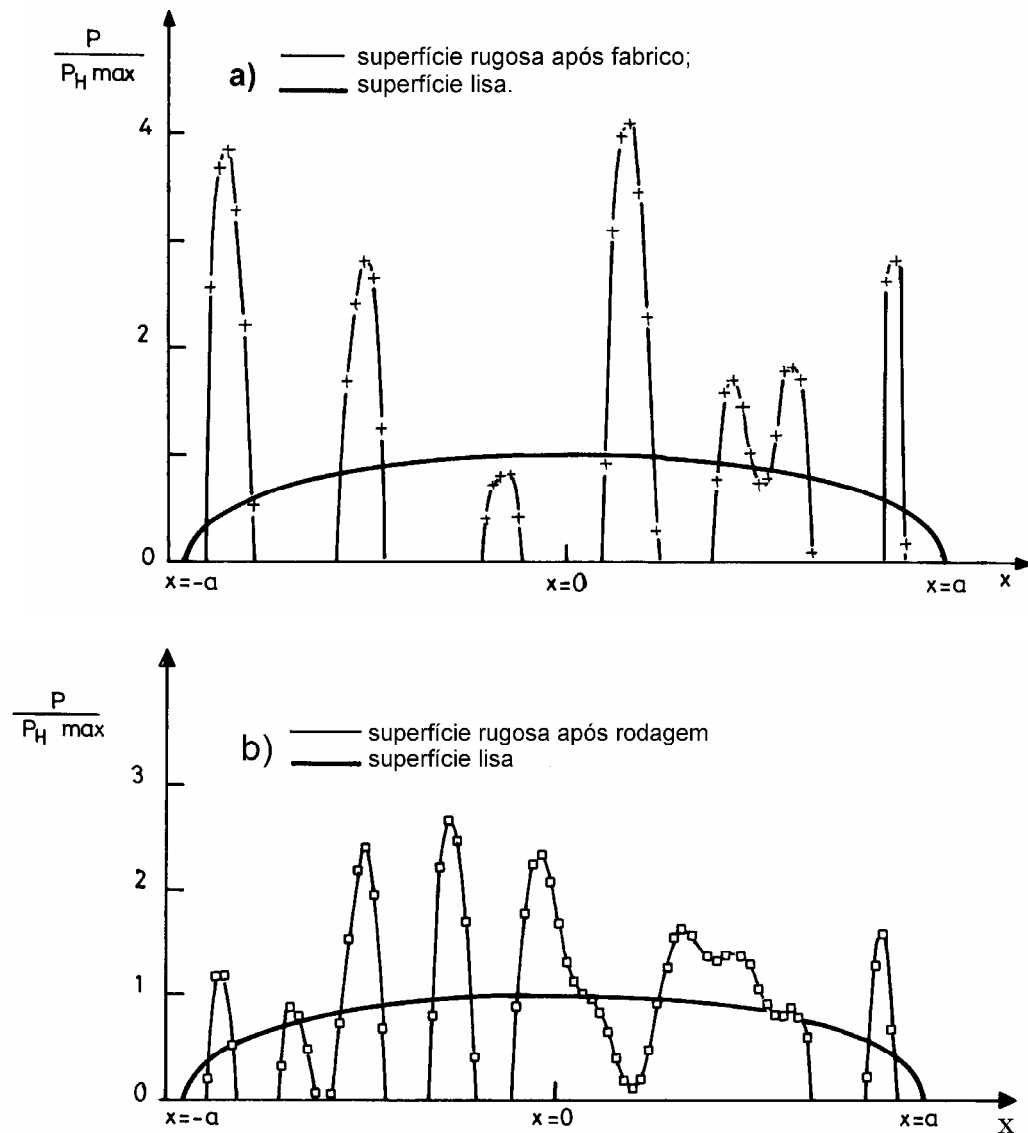 P
P_H max
a) superfície rugosa após fabrico;
superfície lisa.
4
2
0
x=-a
x=0
x=a
x
P
P_H max
b) superfície rugosa após rodagem
superfície lisa
3
2
1
0
x=-a
x=0
x=a
x